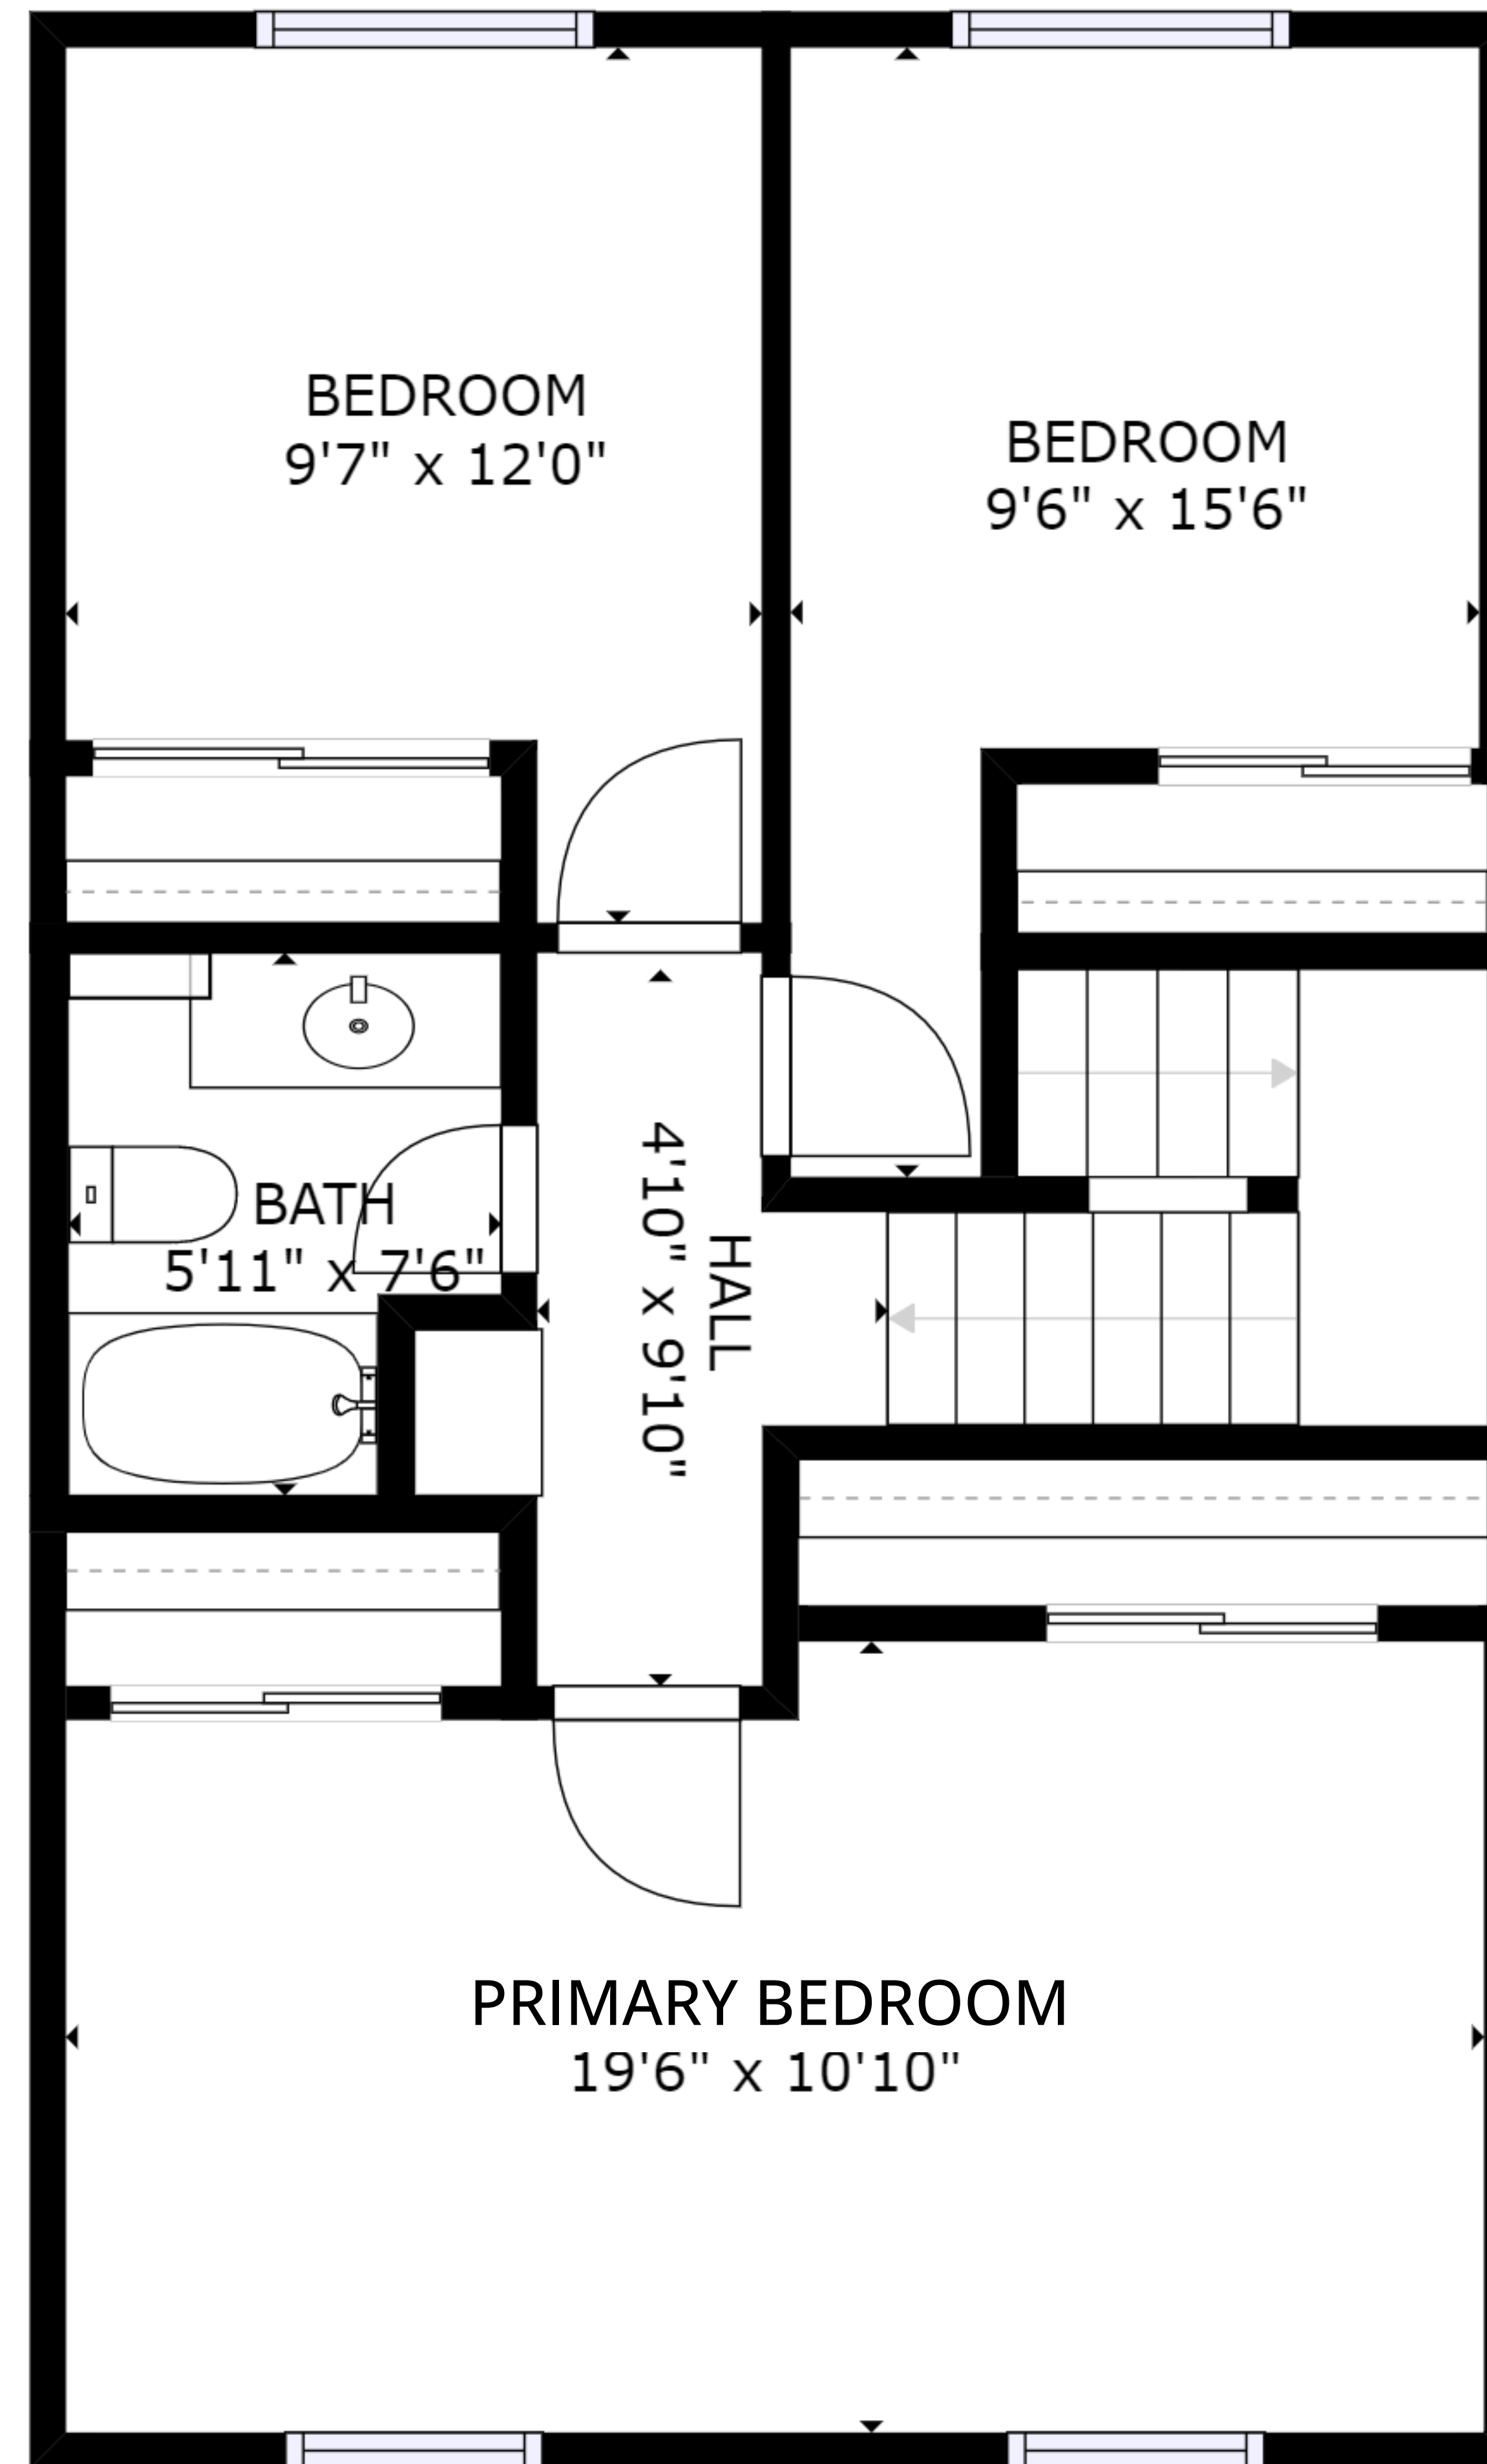 BEDROOM
9'7" x 12'0"
BEDROOM
9'6" x 15'6"
BATH
5'11" x 7'6"
HALL
4'10" x 9'10"
PRIMARY BEDROOM
19'6" x 10'10"